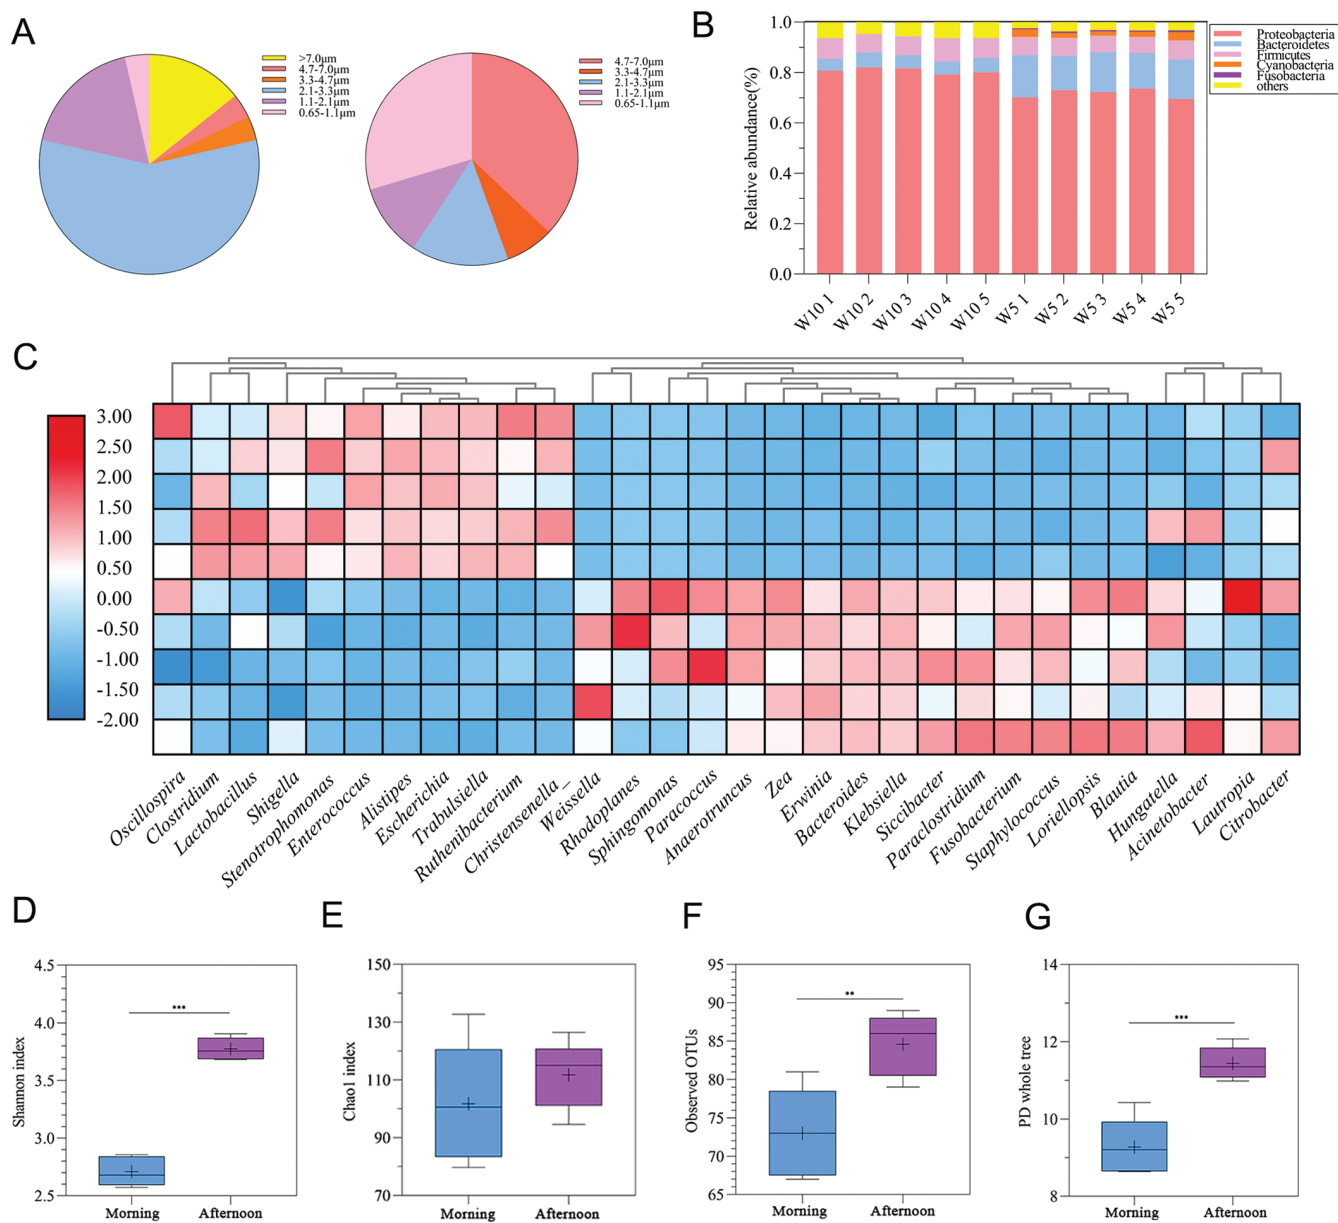 A
>7.0μm
4.7-7.0μm
3.3-4.7μm
2.1-3.3μm
1.1-2.1μm
0.65-1.1μm
4.7-7.0μm
3.3-4.7μm
2.1-3.3μm
1.1-2.1μm
0.65-1.1μm
B
Relative abundance(%)
1.0
0.8
0.6
0.4
0.2
0.0
W10 1
W10 2
W10 3
W10 4
W10 5
W5 1
W5 2
W5 3
W5 4
W5 5
Proteobacteria
Bacteroidetes
Firmicutes
Cyanobacteria
Fusobacteria
others
C
3.00
2.50
2.00
1.50
1.00
0.50
0.00
-0.50
-1.00
-1.50
-2.00
Oscillospira
Clostridium
Lactobacillus
Shigella
Stenotrophomonas
Enterococcus
Alistipes
Escherichia
Trabulsiella
Ruthenibacterium
Christensenella_
Weissella
Rhodoplanes
Sphingomonas
Paracoccus
Anaerotruncus
Zea
Erwinia
Bacteroides
Klebsiella
Siccibacter
Paraclostridium
Fusobacterium
Staphylococcus
Loriellopsis
Blautia
Hungatella
Acinetobacter
Lautropia
Citrobacter
D
Shannon index
4.5
4.0
3.5
3.0
2.5
***
Morning
Afternoon
E
Chao1 index
150
130
110
90
70
Morning
Afternoon
F
Observed OTUs
95
90
85
80
75
70
65
**
Morning
Afternoon
G
PD whole tree
14
12
10
8
***
Morning
Afternoon